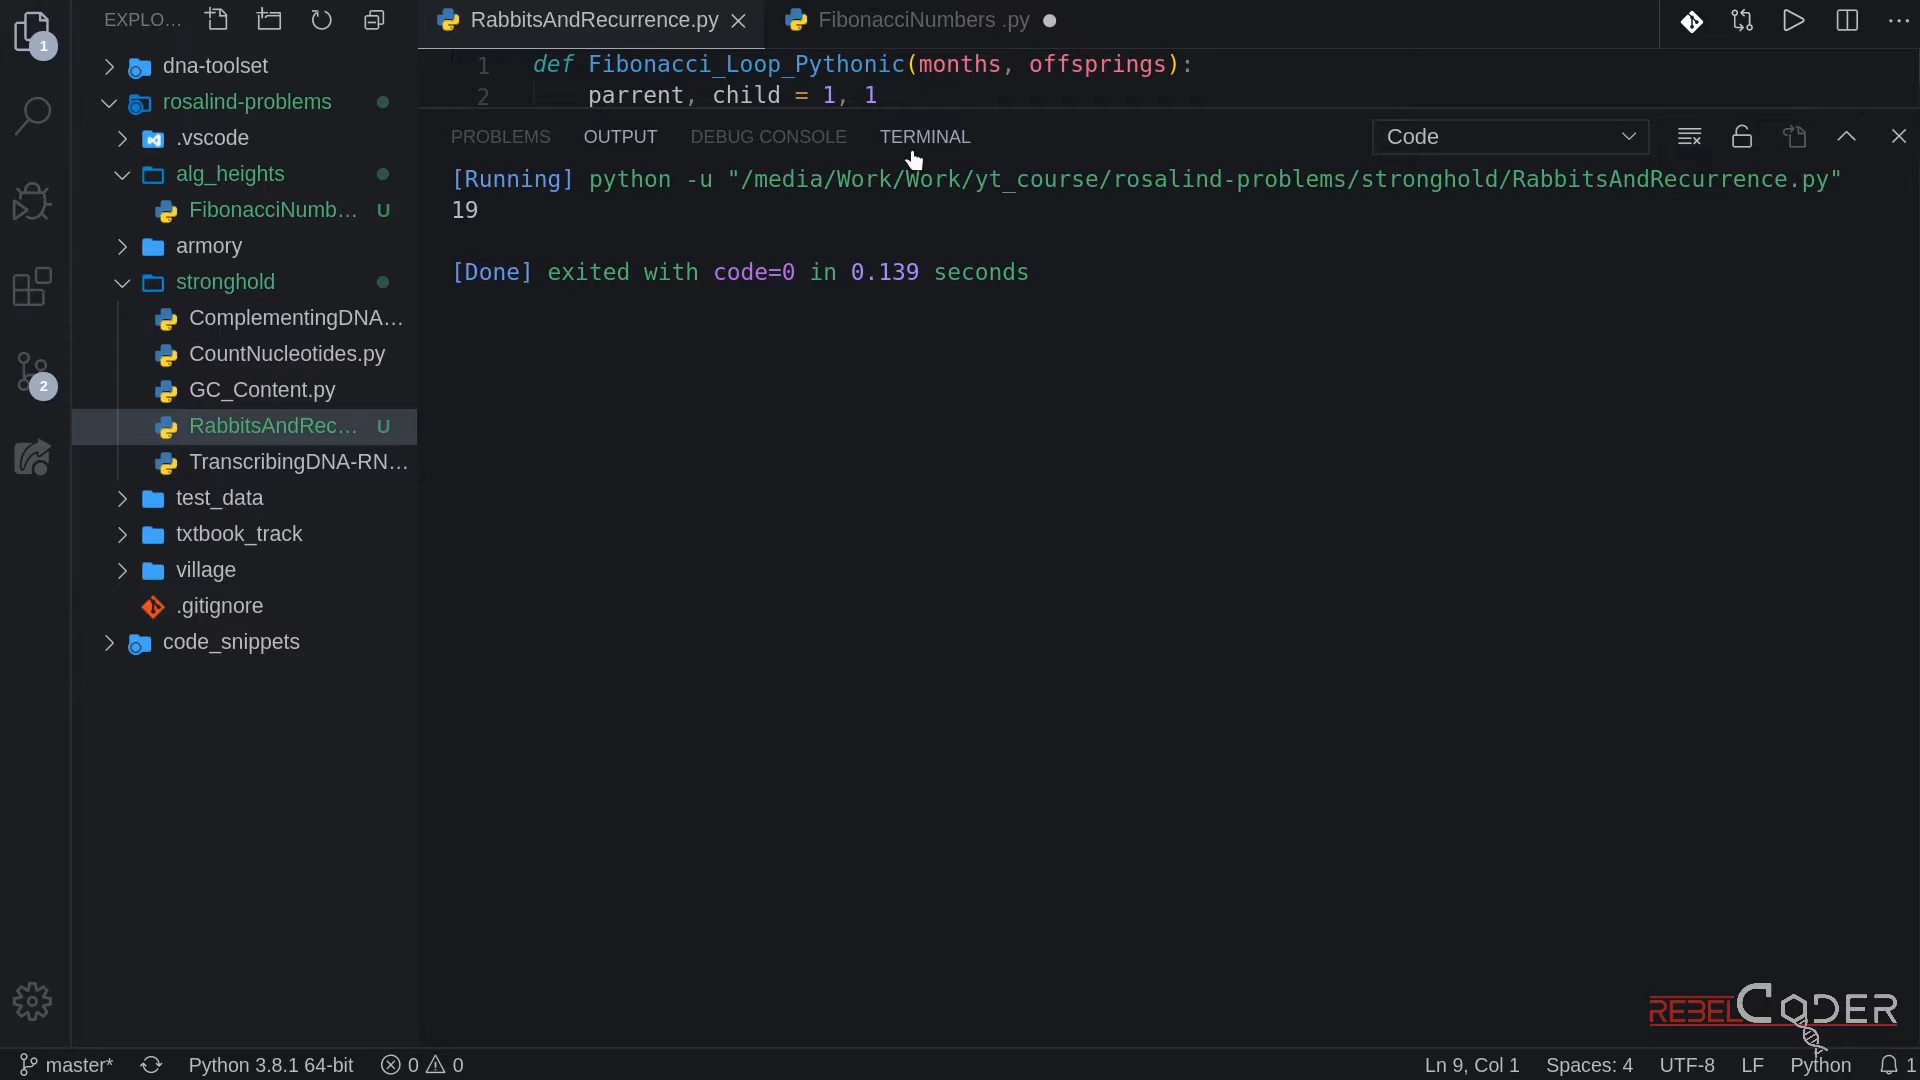 EXPLO...
RabbitsAndRecurrence.py
FibonacciNumbers .py
1
dna-toolset
rosalind-problems
.vscode
alg_heights
FibonacciNumb... U
armory
stronghold
ComplementingDNA...
CountNucleotides.py
GC_Content.py
RabbitsAndRec... U
TranscribingDNA-RN...
test_data
txtbook_track
village
.gitignore
code_snippets
2
1 def Fibonacci_Loop_Pythonic(months, offsprings):
2 parrent, child = 1, 1
PROBLEMS OUTPUT DEBUG CONSOLE TERMINAL
Code
[Running] python -u "/media/Work/Work/yt_course/rosalind-problems/stronghold/RabbitsAndRecurrence.py"
19
[Done] exited with code=0 in 0.139 seconds
REBELCODER
master* Python 3.8.1 64-bit 0 0 Ln 9, Col 1 Spaces: 4 UTF-8 LF Python 1